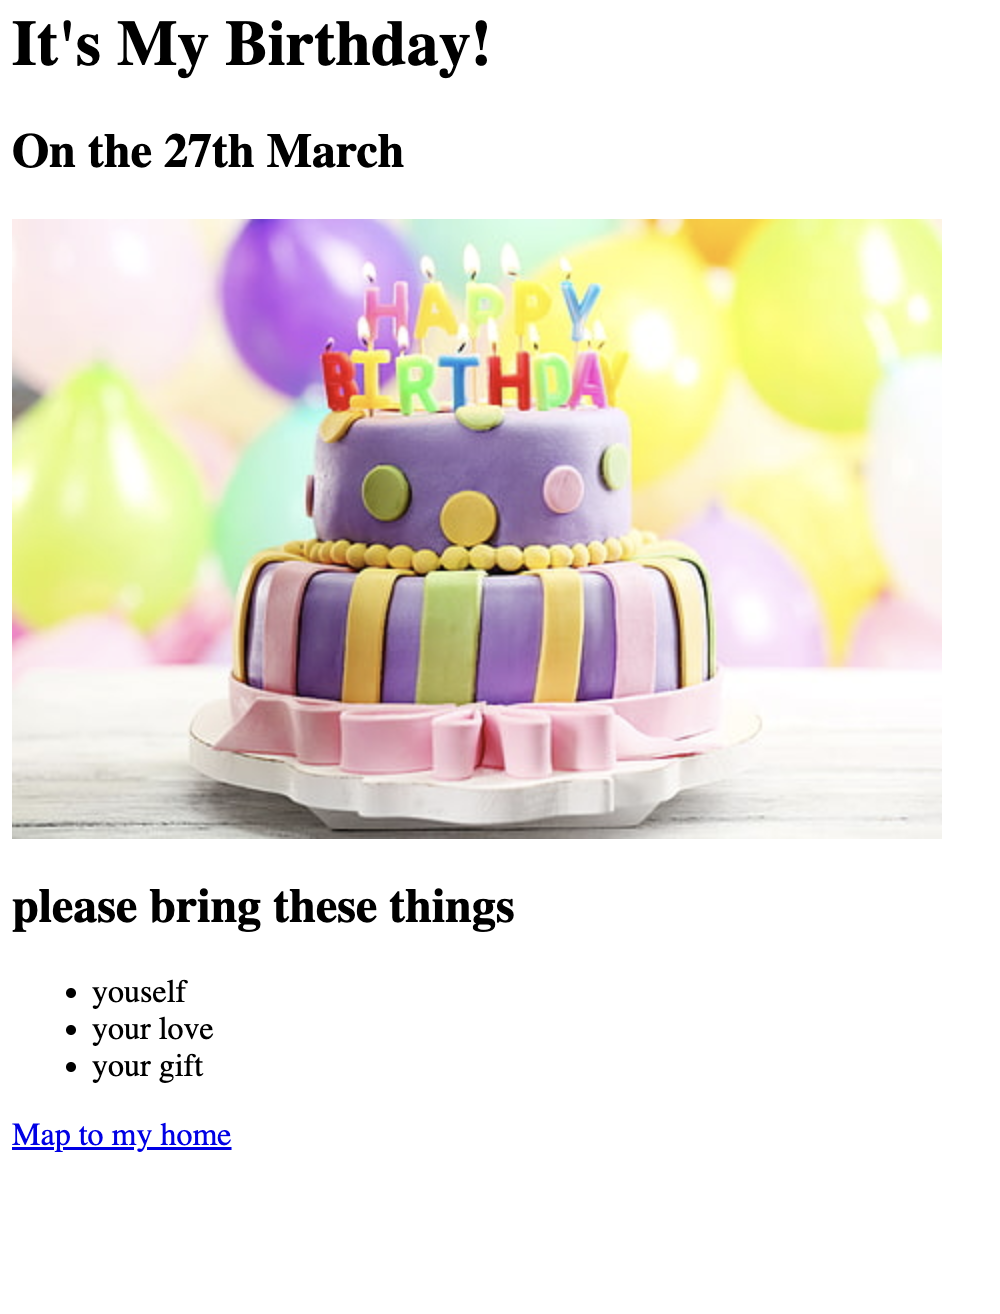 It's My Birthday!
On the 27th March
HAPPY
BIRTHDAY
please bring these things
youself
your love
your gift
Map to my home